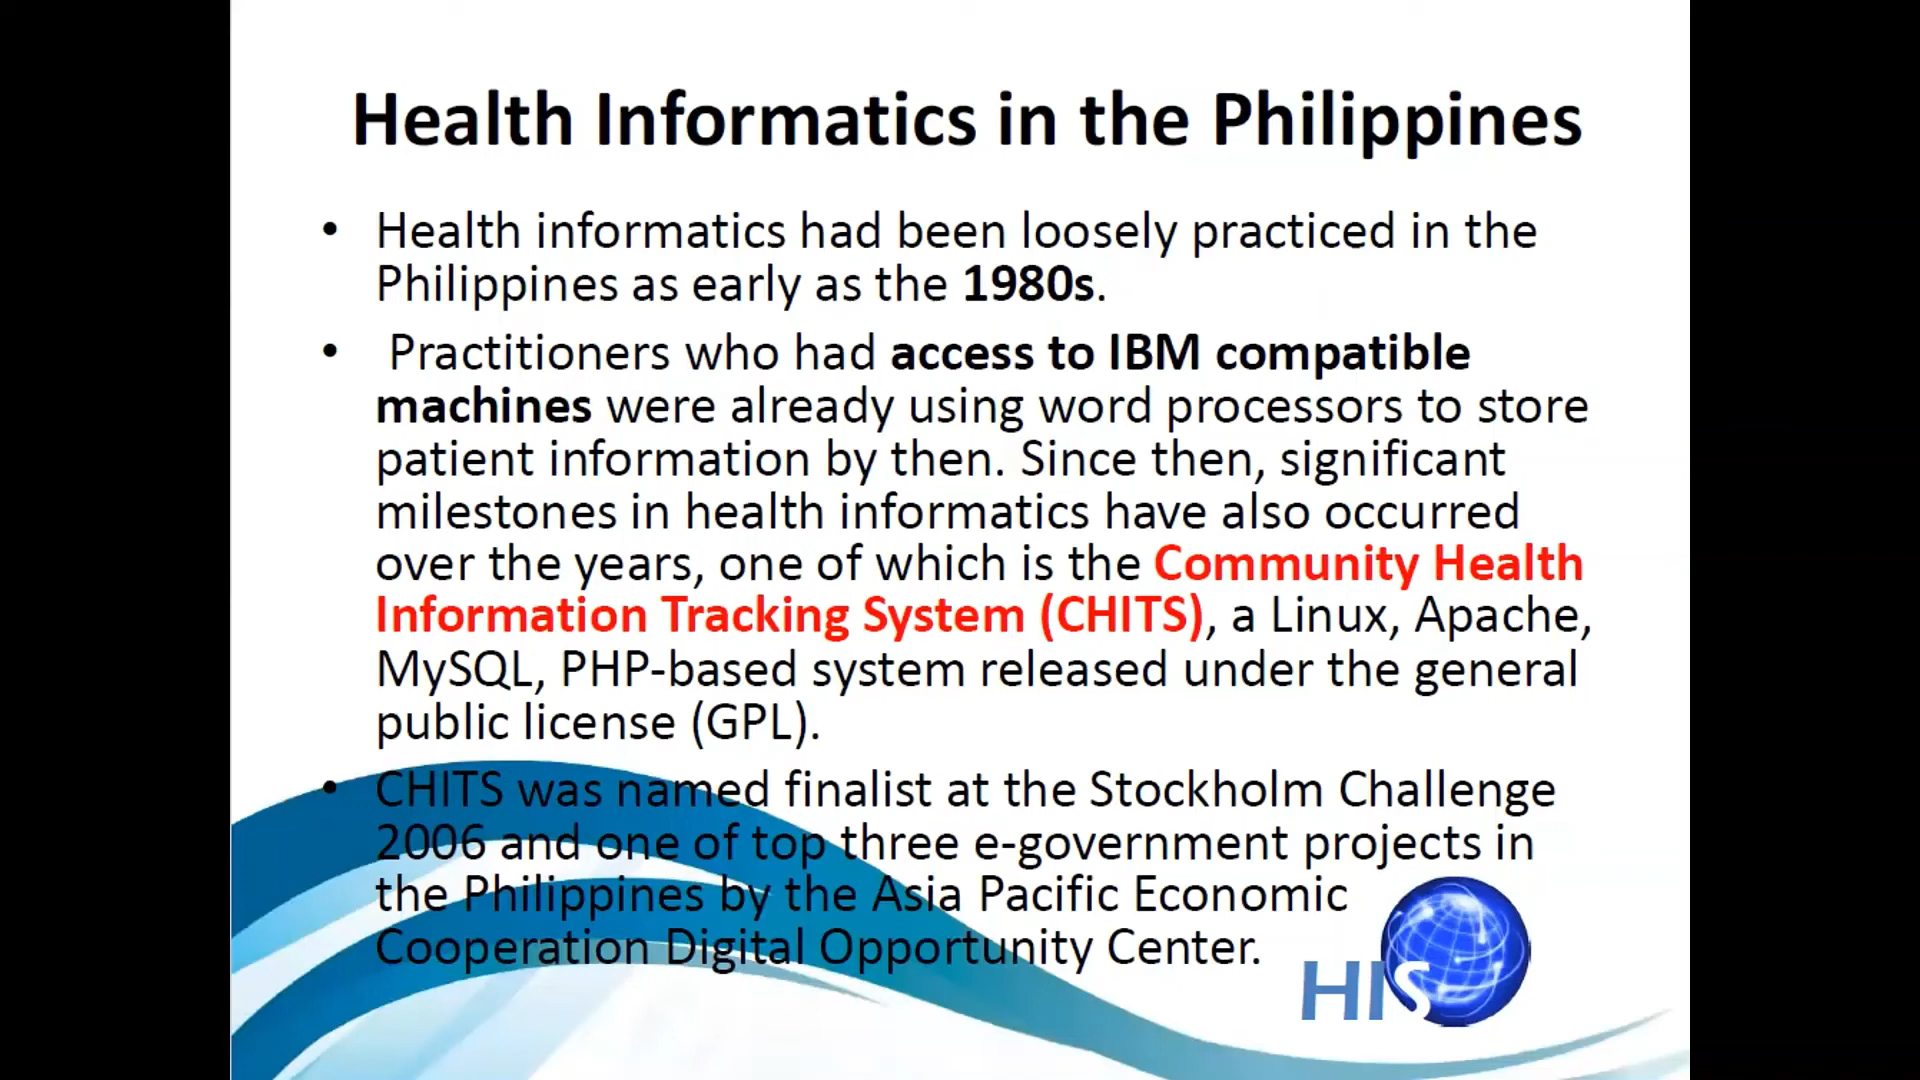 Health Informatics in the Philippines
• Health informatics had been loosely practiced in the
Philippines as early as the 1980s.
• Practitioners who had access to IBM compatible
machines were already using word processors to store
patient information by then. Since then, significant
milestones in health informatics have also occurred
over the years, one of which is the Community Health
Information Tracking System (CHITS), a Linux, Apache,
MySQL, PHP-based system released under the general
public license (GPL).
• CHITS was named finalist at the Stockholm Challenge
2006 and one of top three e-government projects in
the Philippines by the Asia Pacific Economic
Cooperation Digital Opportunity Center.
HIS